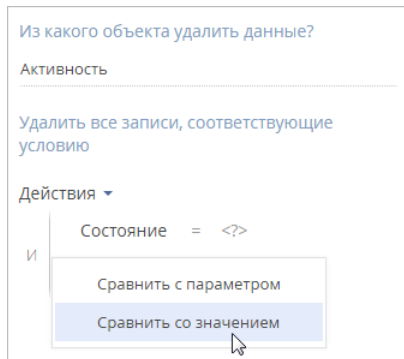 Из какого объекта удалить данные?
Активность
Удалить все записи, соответствующие
условию
Действия
Состояние = <?>
И
Сравнить с параметром
Сравнить со значением